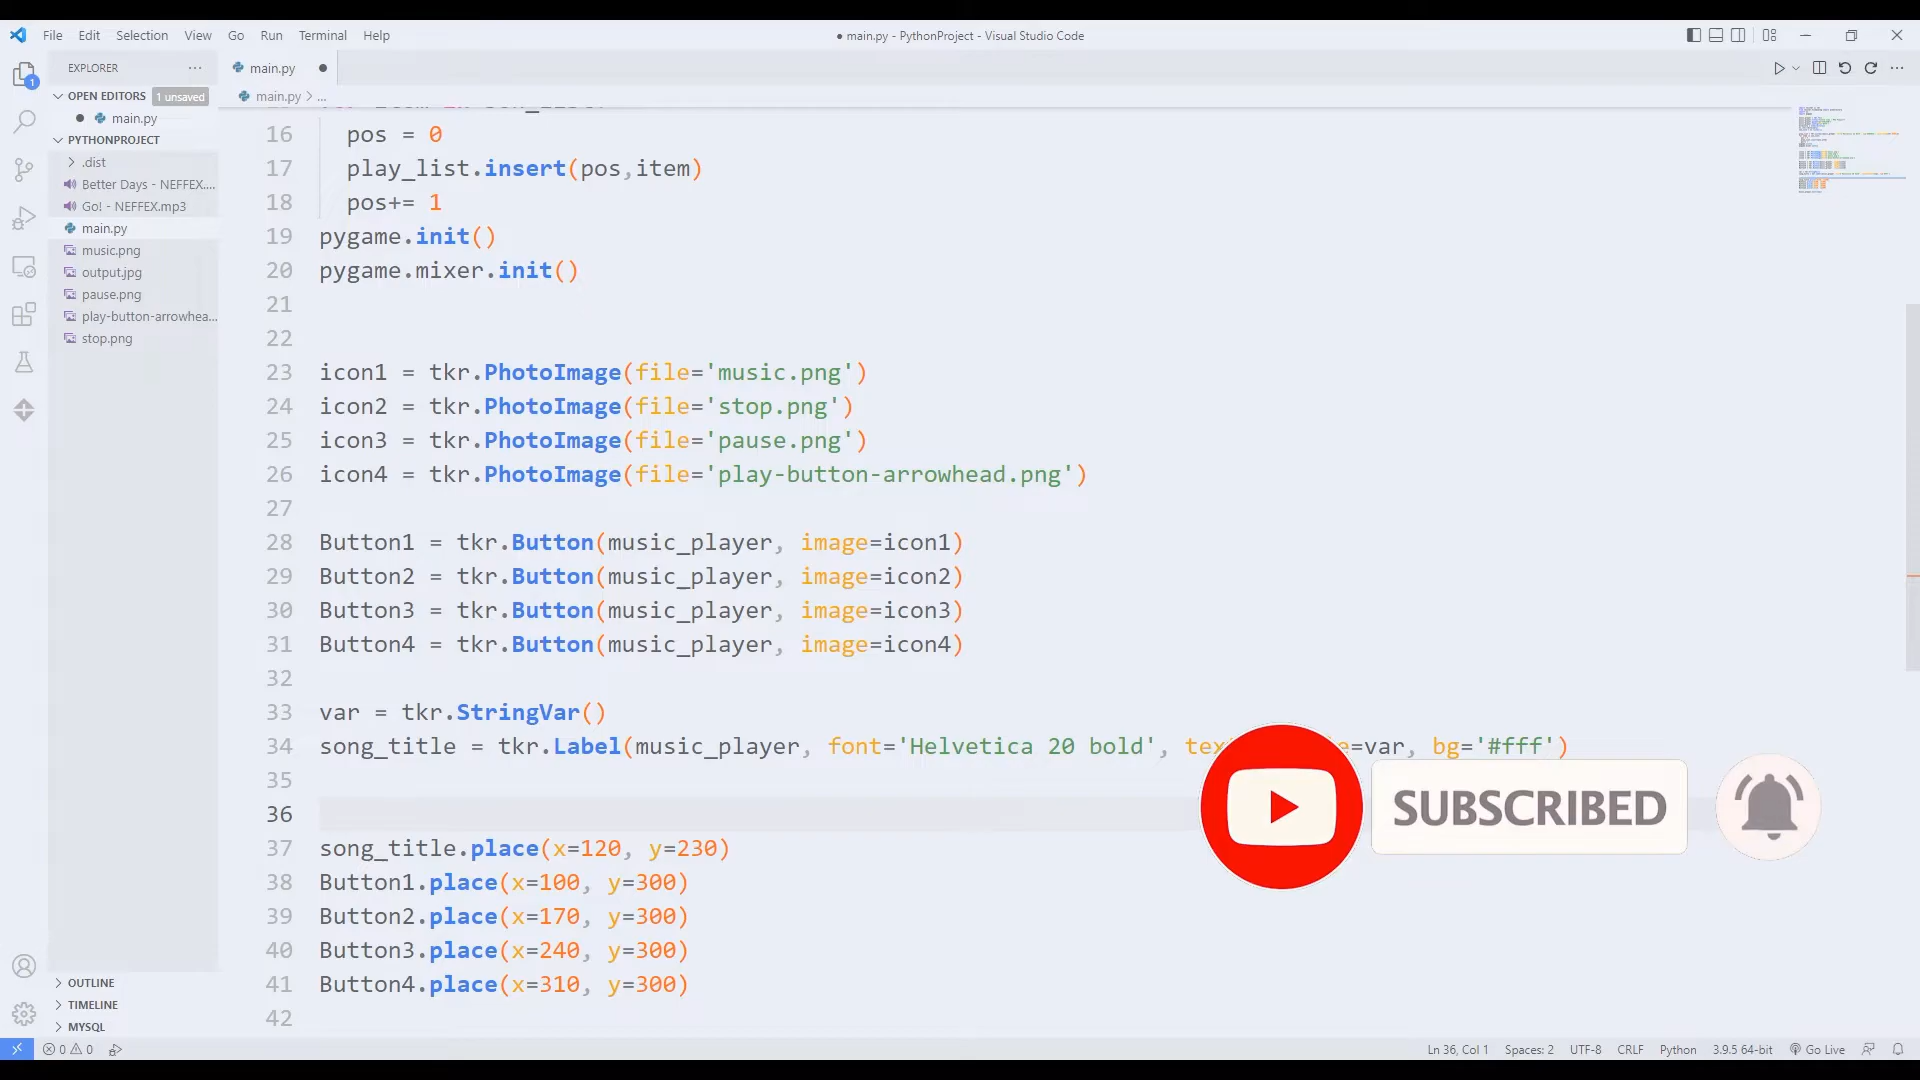 File Edit Selection View Go Run Terminal Help
● main.py - PythonProject - Visual Studio Code
EXPLORER
main.py
OPEN EDITORS 1 unsaved
main.py > ...
main.py
PYTHONPROJECT
.dist
Better Days - NEFFEX....
Go! - NEFFEX.mp3
main.py
music.png
output.jpg
pause.png
play-button-arrowhea...
stop.png
OUTLINE
TIMELINE
MYSQL
16 pos = 0
17 play_list.insert(pos,item)
18 pos+= 1
19 pygame.init()
20 pygame.mixer.init()
21
22
23 icon1 = tkr.PhotoImage(file='music.png')
24 icon2 = tkr.PhotoImage(file='stop.png')
25 icon3 = tkr.PhotoImage(file='pause.png')
26 icon4 = tkr.PhotoImage(file='play-button-arrowhead.png')
27
28 Button1 = tkr.Button(music_player, image=icon1)
29 Button2 = tkr.Button(music_player, image=icon2)
30 Button3 = tkr.Button(music_player, image=icon3)
31 Button4 = tkr.Button(music_player, image=icon4)
32
33 var = tkr.StringVar()
34 song_title = tkr.Label(music_player, font='Helvetica 20 bold', =var, bg='#fff')
35
36
37 song_title.place(x=120, y=230)
38 Button1.place(x=100, y=300)
39 Button2.place(x=170, y=300)
40 Button3.place(x=240, y=300)
41 Button4.place(x=310, y=300)
42
SUBSCRIBED
0 0
Ln 36, Col 1 Spaces: 2 UTF-8 CRLF Python 3.9.5 64-bit Go Live